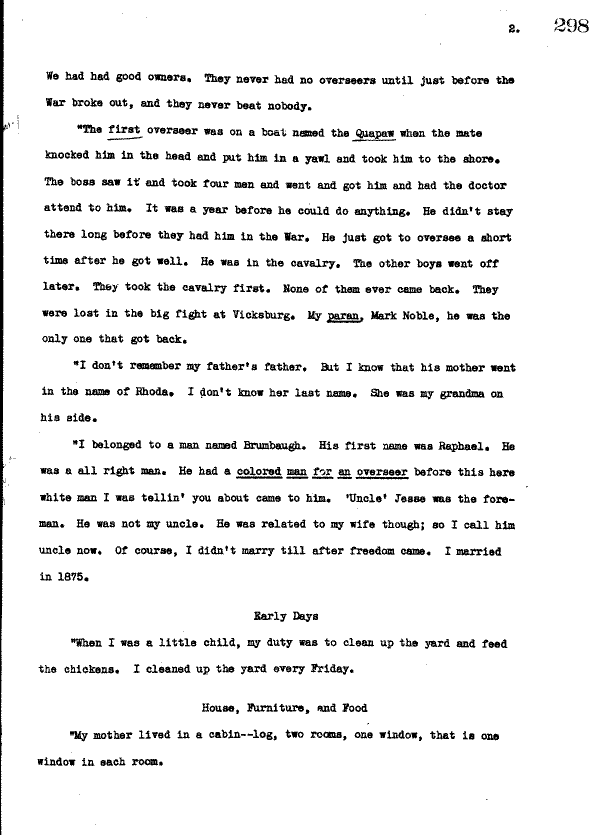 2. 298
We had had good owners. They never had no overseers until just before the
War broke out, and they never beat nobody.
"The first overseer was on a boat named the Quapaw when the mate
knocked him in the head and put him in a yawl and took him to the shore.
The boss saw it and took four men and went and got him and had the doctor
attend to him. It was a year before he could do anything. He didn't stay
there long before they had him in the War. He just got to oversee a short
time after he got well. He was in the cavalry. The other boys went off
later. They took the cavalry first. None of them ever came back. They
were lost in the big fight at Vicksburg. My paran, Mark Noble, he was the
only one that got back.
"I don't remember my father's father. But I know that his mother went
in the name of Rhoda. I don't know her last name. She was my grandma on
his side.
"I belonged to a man named Brumbaugh. His first name was Raphael. He
was a all right man. He had a colored man for an overseer before this here
white man I was tellin' you about came to him. 'Uncle' Jesse was the fore-
man. He was not my uncle. He was related to my wife though; so I call him
uncle now. Of course, I didn't marry till after freedom came. I married
in 1875.
Early Days
"When I was a little child, my duty was to clean up the yard and feed
the chickens. I cleaned up the yard every Friday.
House, Furniture, and Food
"My mother lived in a cabin--log, two rooms, one window, that is one
window in each room.